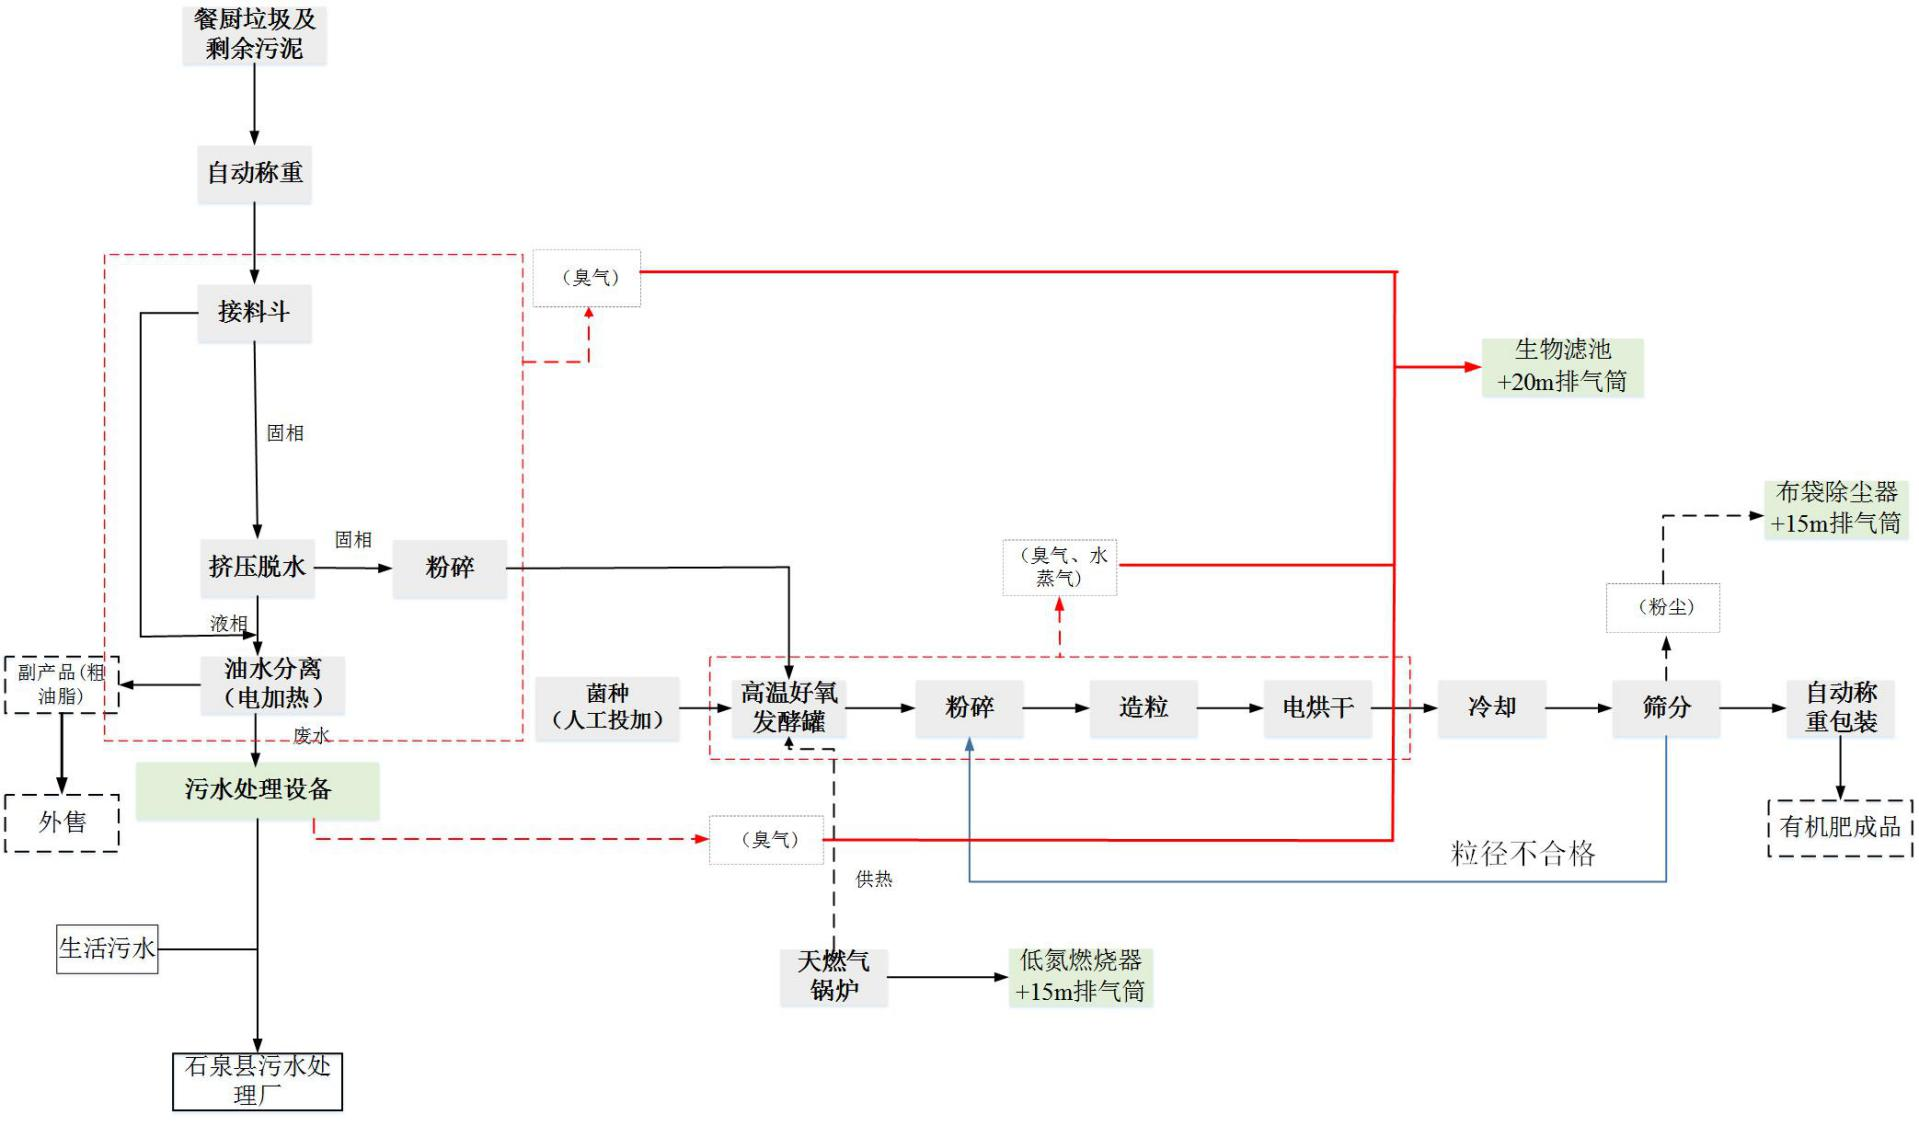 餐厨垃圾及
剩余污泥
自动称重
接料斗
（臭气）
生物滤池
+20m排气筒
固相
布袋除尘器
+15m排气筒
固相
挤压脱水
粉碎
（臭气、水
蒸气）
（粉尘）
液相
副产品(粗
油脂）
油水分离
（电加热）
菌种
（人工投加）
高温好氧
发酵罐
粉碎
造粒
电烘干
冷却
筛分
自动称
重包装
废水
污水处理设备
外售
（臭气）
有机肥成品
粒径不合格
供热
生活污水
天燃气
锅炉
低氮燃烧器
+15m排气筒
石泉县污水处
理厂